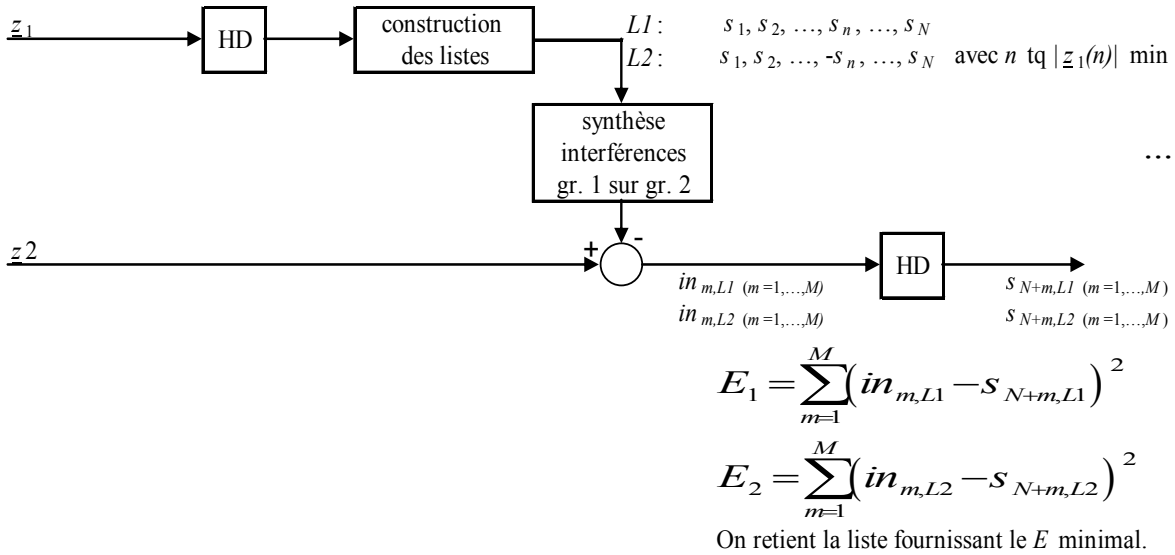 z1
HD
construction
des listes
L1 : s1, s2, …, sn, …, sN
L2 : s1, s2, …, -sn, …, sN avec n tq |z1(n)| min
synthèse
interférences
gr. 1 sur gr. 2
...
z2
+
-
HD
in m,L1 (m=1,…,M)
in m,L2 (m=1,…,M)
s N+m,L1 (m=1,…,M)
s N+m,L2 (m=1,…,M)
E1 = ∑ m=1 M (in m,L1 − s N+m,L1)²
E2 = ∑ m=1 M (in m,L2 − s N+m,L2)²
On retient la liste fournissant le E minimal.